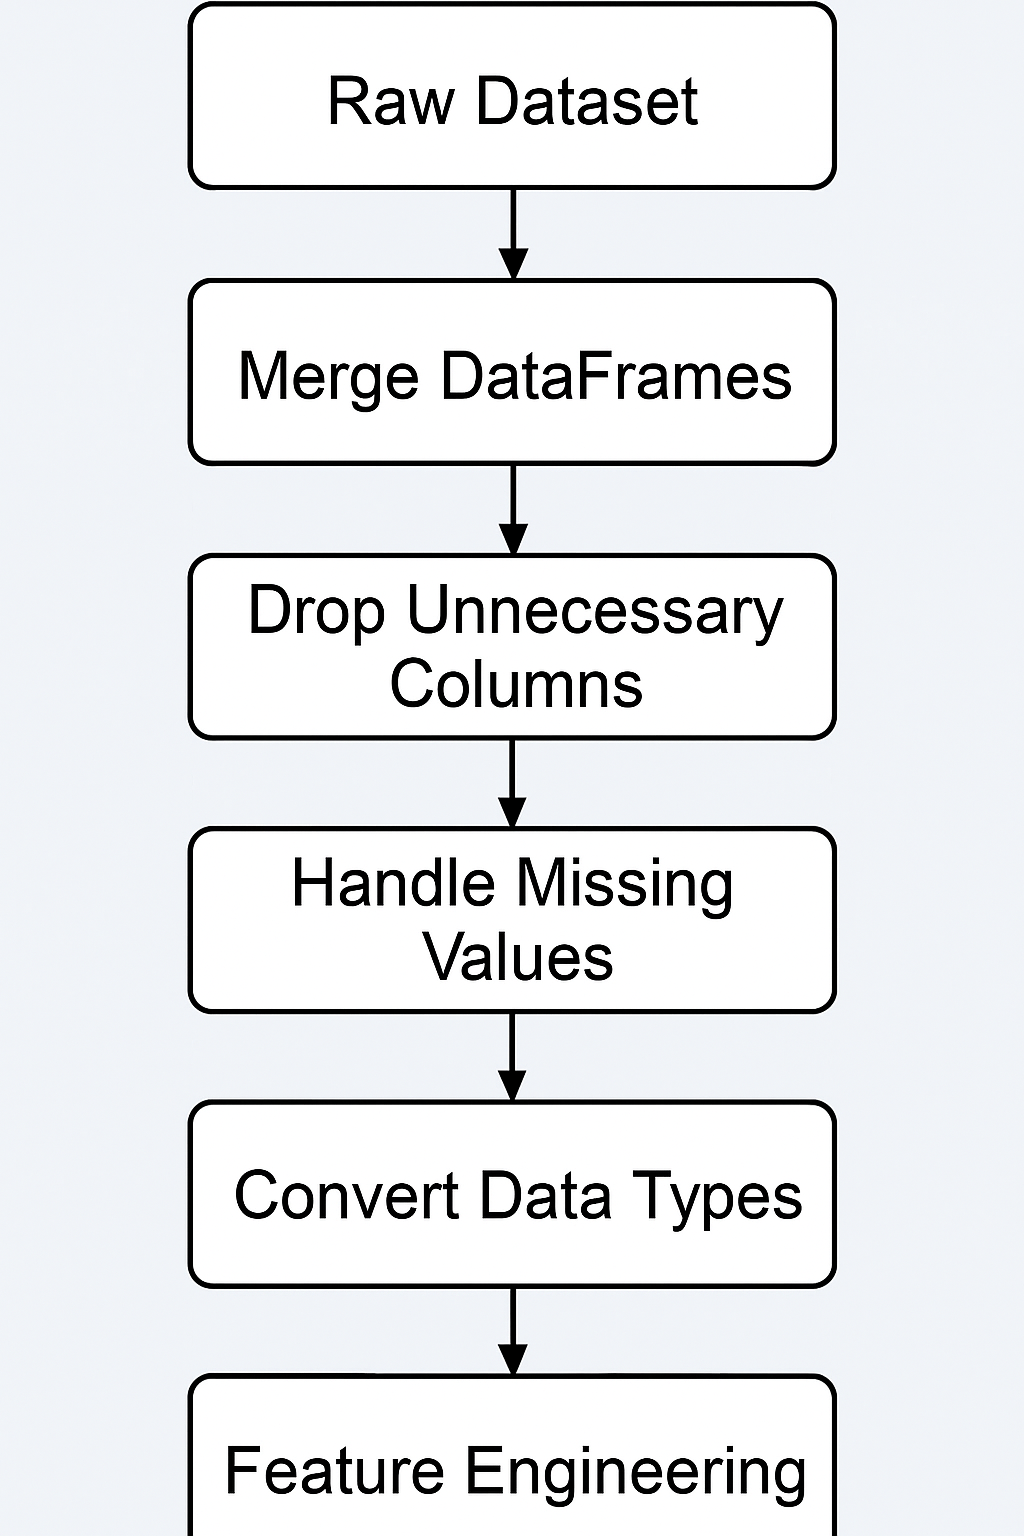 Raw Dataset
Merge DataFrames
Drop Unnecessary
Columns
Handle Missing
Values
Convert Data Types
Feature Engineering